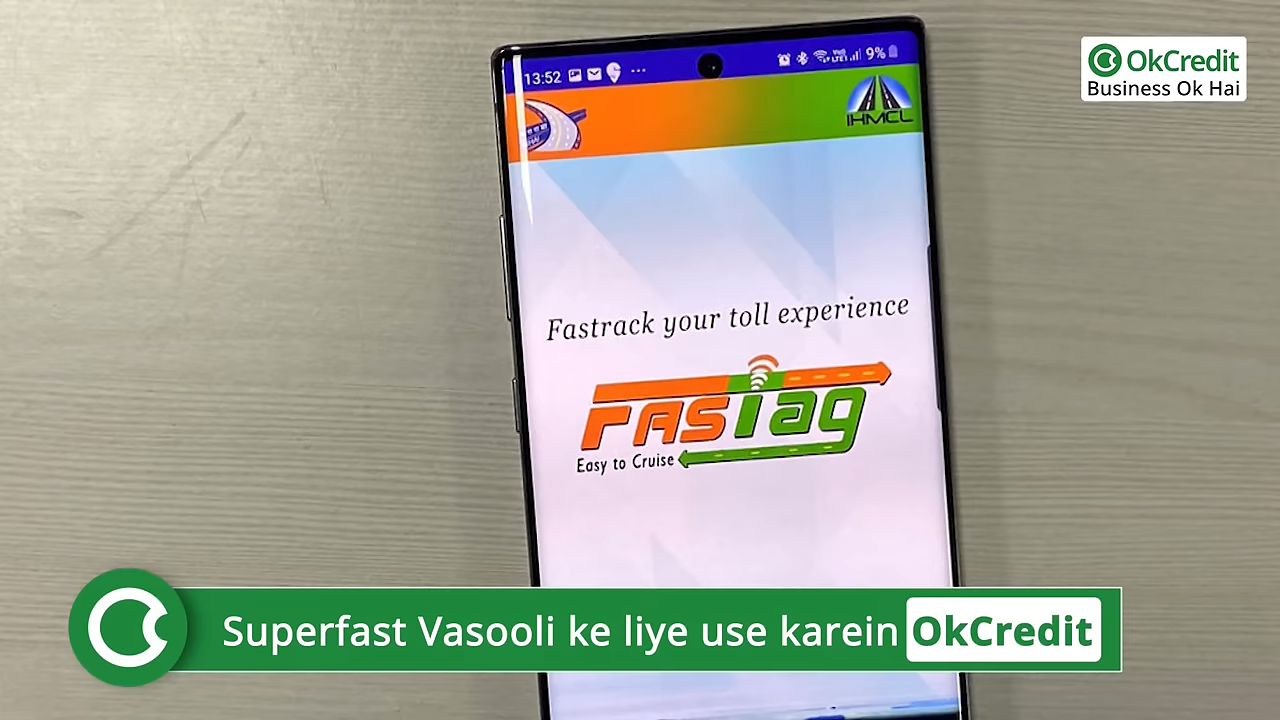 13:52
9%
OkCredit
Business Ok Hai
IHMCL
Fastrack your toll experience
FASTag
Easy to Cruise
Superfast Vasooli ke liye use karein OkCredit